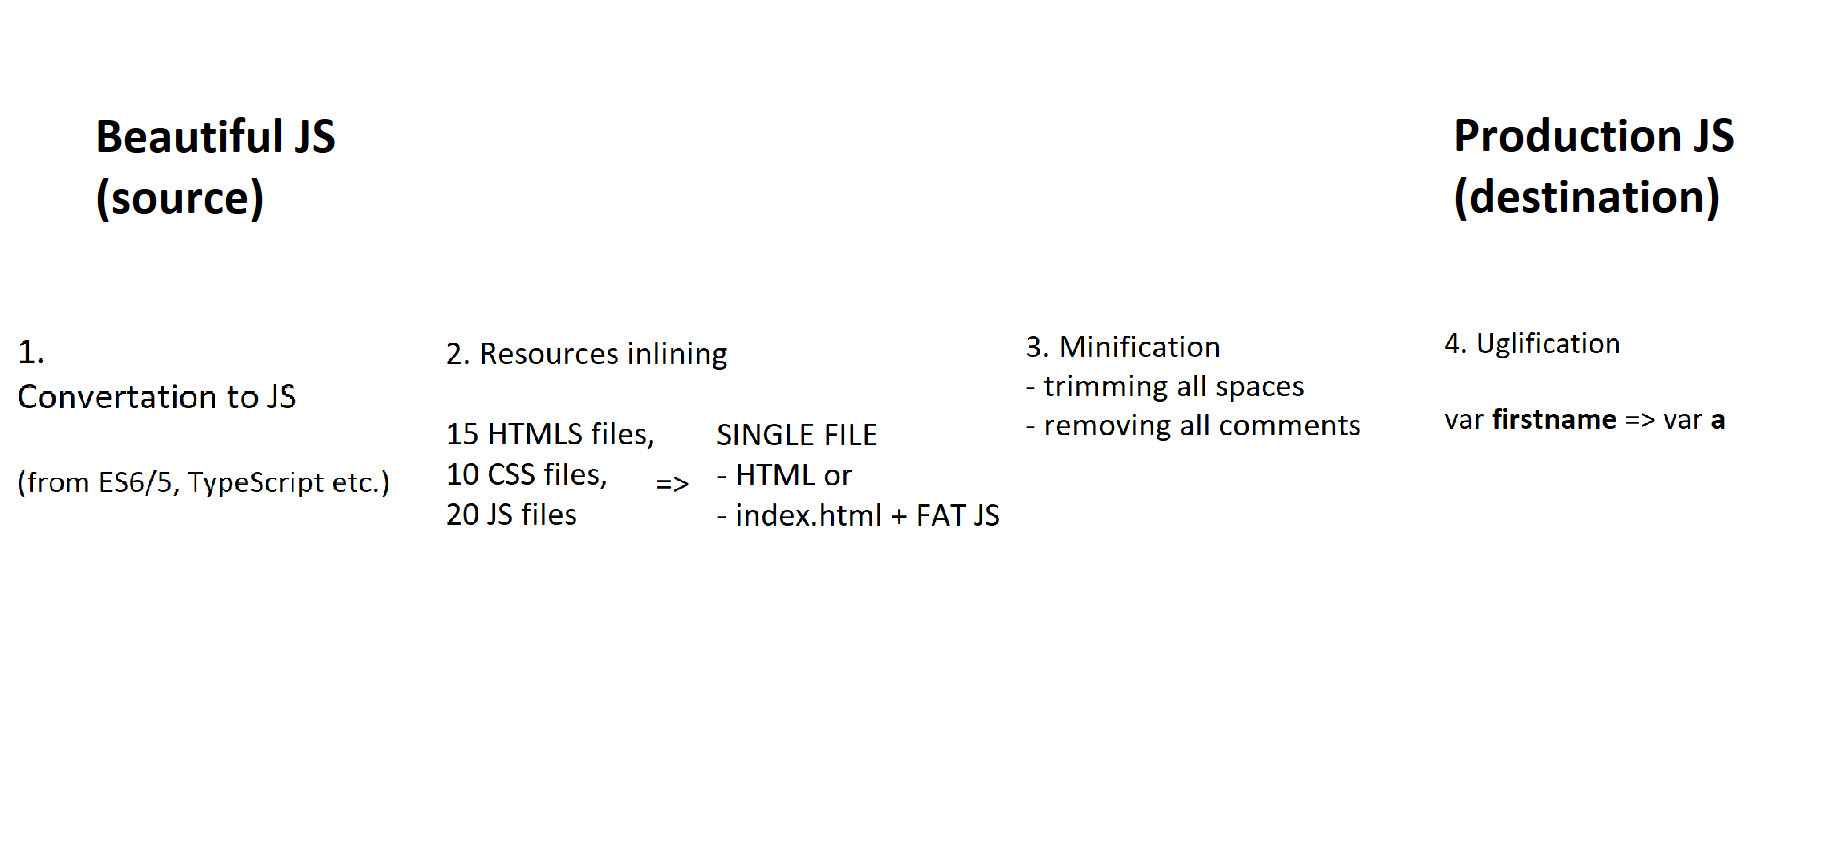 Beautiful JS
(source)
Production JS
(destination)
1.
Convertation to JS
(from ES6/5, TypeScript etc.)
2. Resources inlining
15 HTMLS files,
10 CSS files,
20 JS files
=>
SINGLE FILE
- HTML or
- index.html + FAT JS
3. Minification
- trimming all spaces
- removing all comments
4. Uglification
var firstname => var a